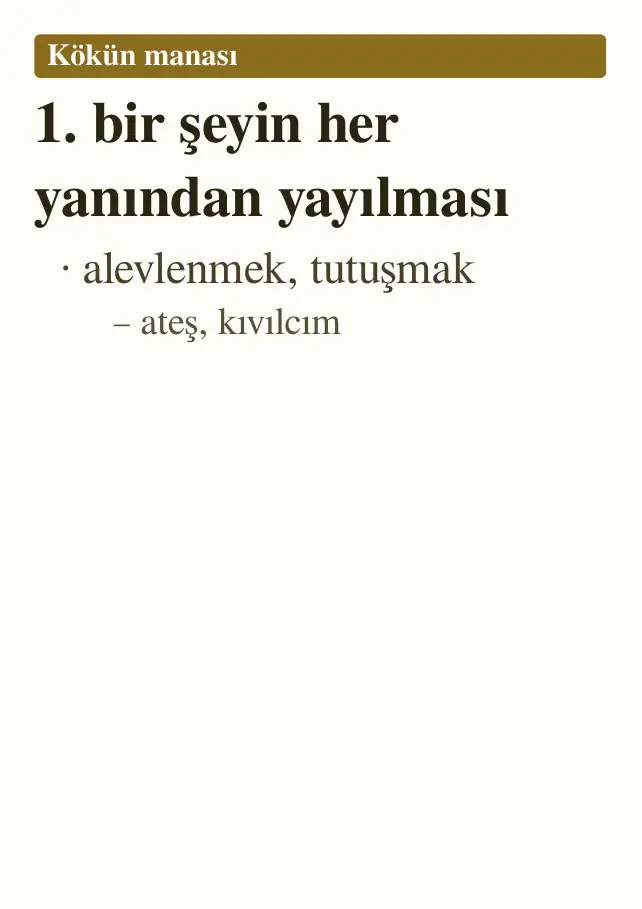 Kökün manası
1. bir şeyin her
yanından yayılması
· alevlenmek, tutuşmak
– ateş, kıvılcım